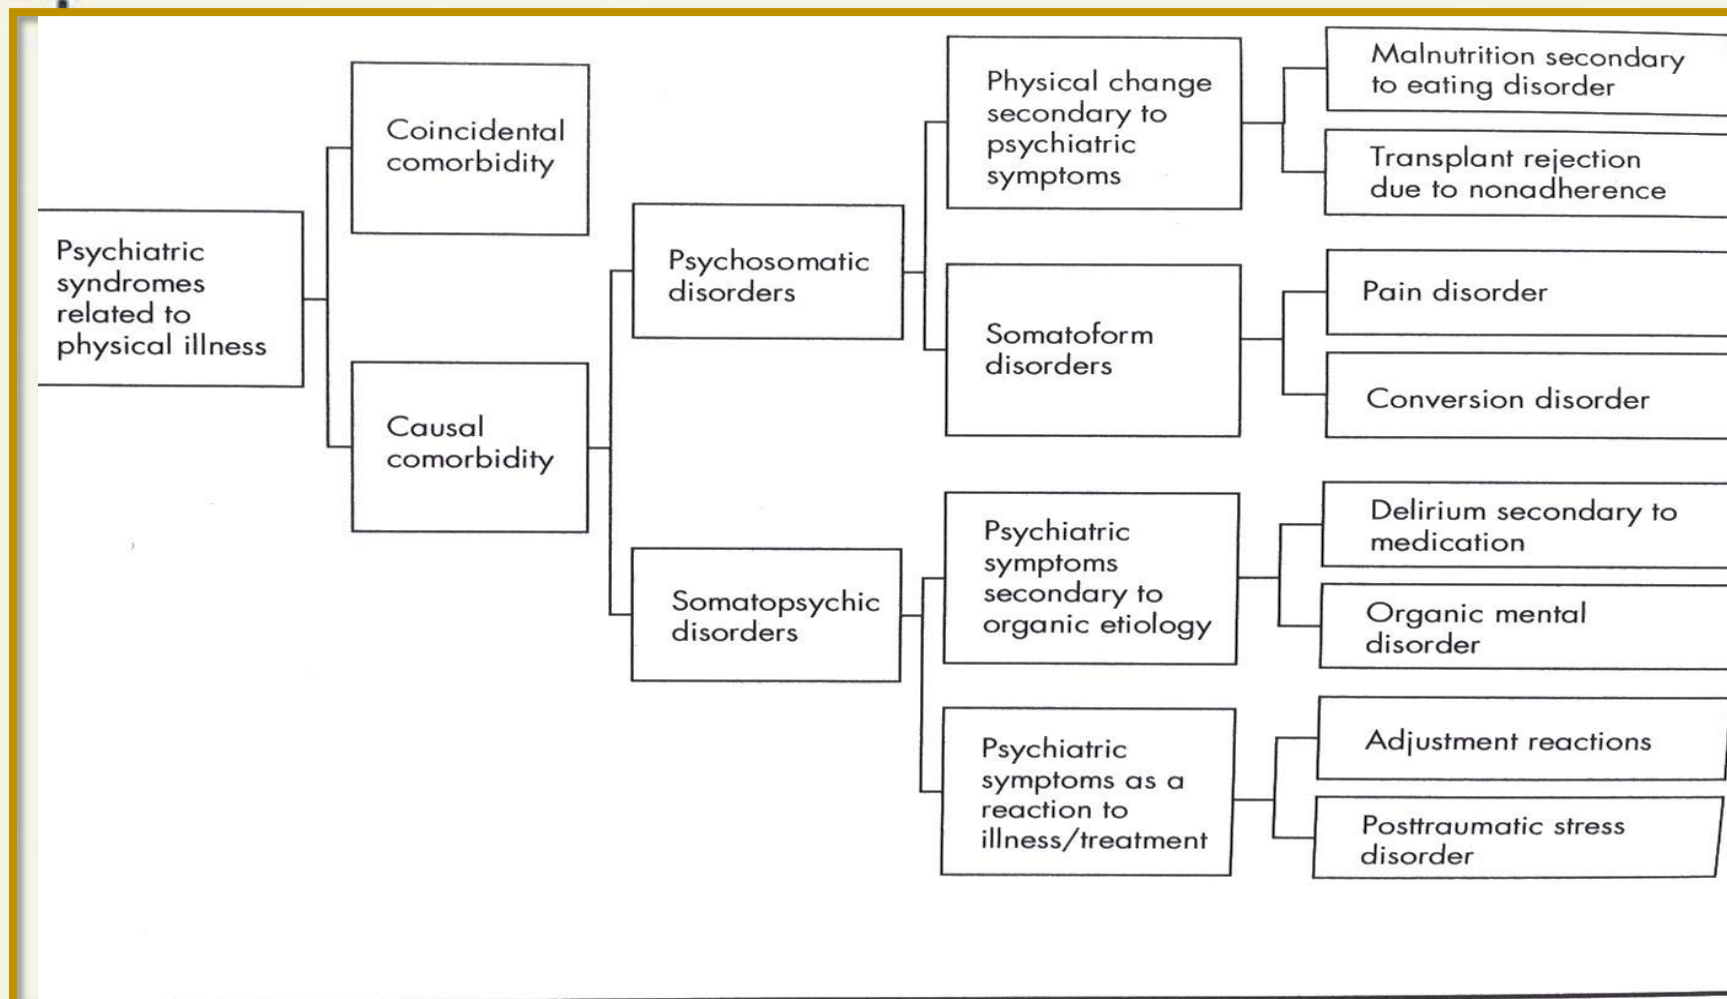 Psychiatric
syndromes
related to
physical illness
Coincidental
comorbidity
Causal
comorbidity
Psychosomatic
disorders
Somatopsychic
disorders
Physical change
secondary to
psychiatric
symptoms
Somatoform
disorders
Psychiatric
symptoms
secondary to
organic etiology
Psychiatric
symptoms as a
reaction to
illness/treatment
Malnutrition secondary
to eating disorder
Transplant rejection
due to nonadherence
Pain disorder
Conversion disorder
Delirium secondary to
medication
Organic mental
disorder
Adjustment reactions
Posttraumatic stress
disorder